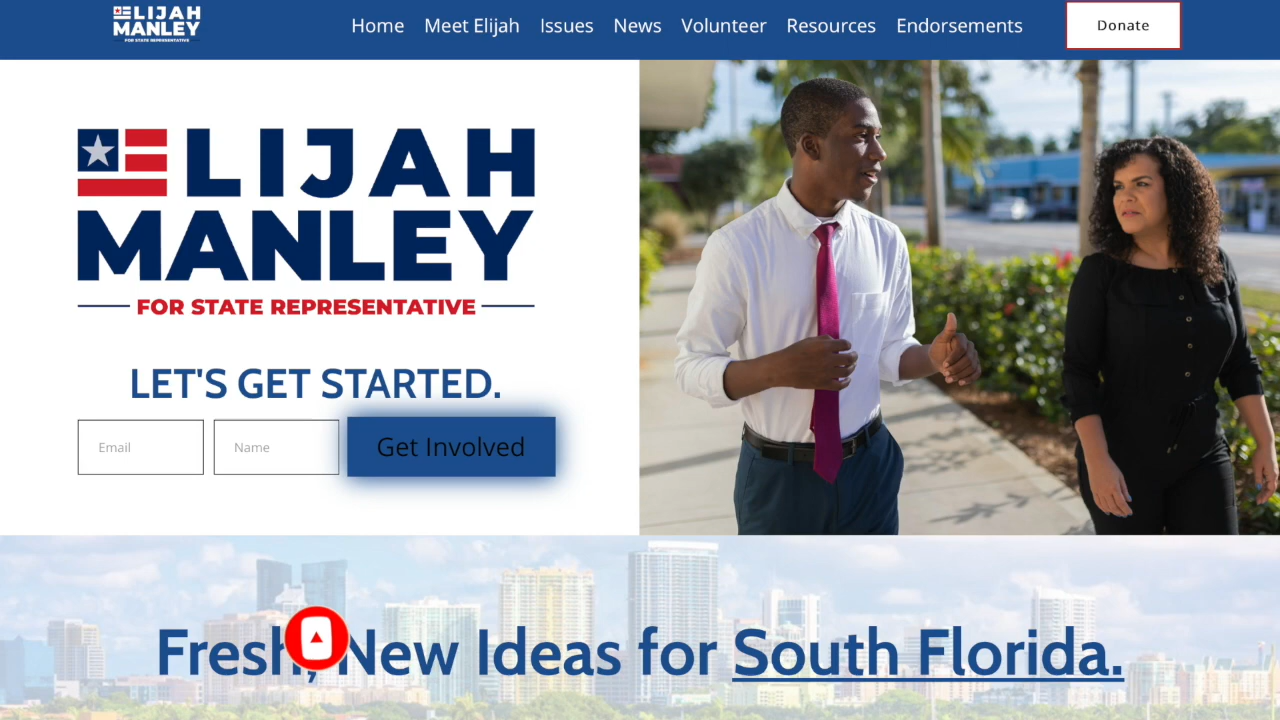 ELIJAH
MANLEY
FOR STATE REPRESENTATIVE
Home Meet Elijah Issues News Volunteer Resources Endorsements Donate
ELIJAH
MANLEY
FOR STATE REPRESENTATIVE
LET'S GET STARTED.
Email Name Get Involved
Fresh, New Ideas for South Florida.